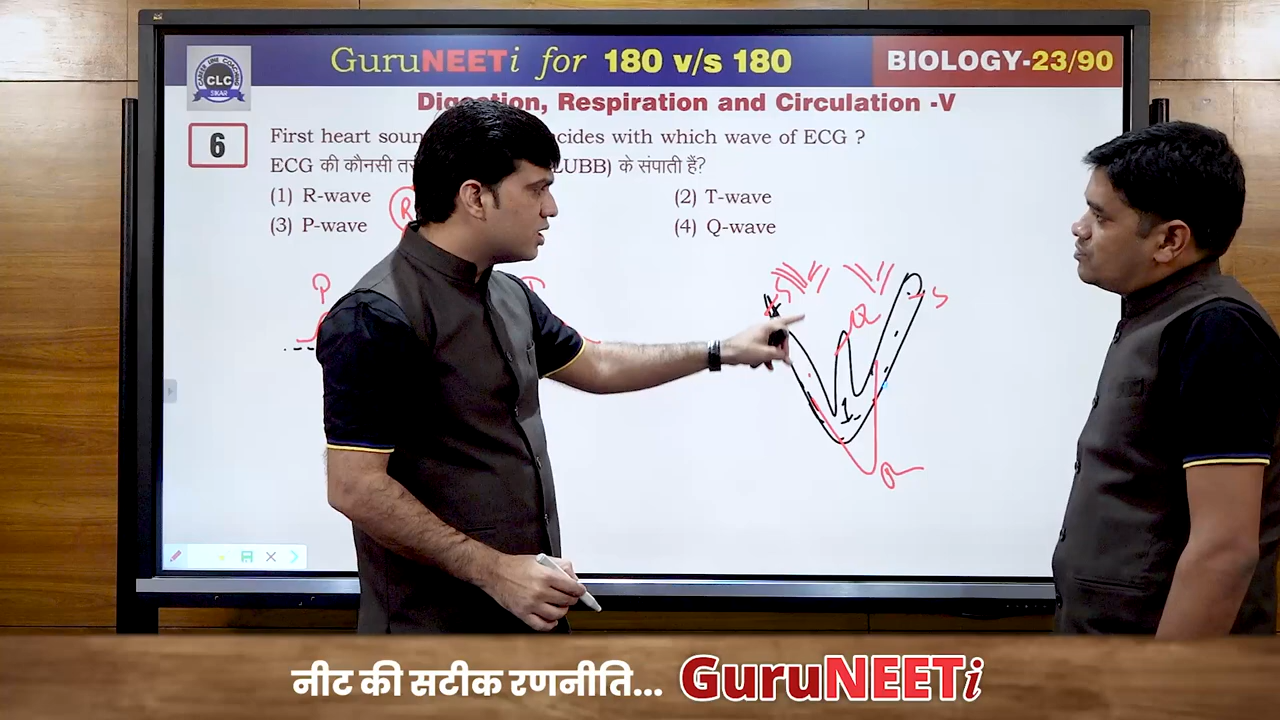 GuruNEETi for 180 v/s 180
BIOLOGY-23/90
CLC
SIKAR
Digestion, Respiration and Circulation -V
6
First heart soun cides with which wave of ECG ?
ECG की कौनसी LUBB) के संपाती हैं?
(1) R-wave
(2) T-wave
(3) P-wave
(4) Q-wave
R
P
S
Q
S
R
नीट की सटीक रणनीति... GuruNEETi